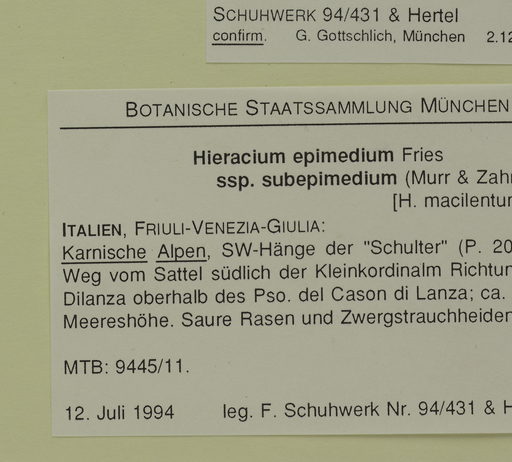 SCHUHWERK 94/431 & Hertel
confirm. G. Gottschlich, München 2.12
BOTANISCHE STAATSSAMMLUNG MÜNCHEN
Hieracium epimedium Fries
ssp. subepimedium (Murr & Zahn
[H. macilentum
ITALIEN, FRIULI-VENEZIA-GIULIA:
Karnische Alpen, SW-Hänge der "Schulter" (P. 20
Weg vom Sattel südlich der Kleinkordinalm Richtun
Dilanza oberhalb des Pso. del Cason di Lanza; ca.
Meereshöhe. Saure Rasen und Zwergstrauchheiden
MTB: 9445/11.
12. Juli 1994 leg. F. Schuhwerk Nr. 94/431 & H